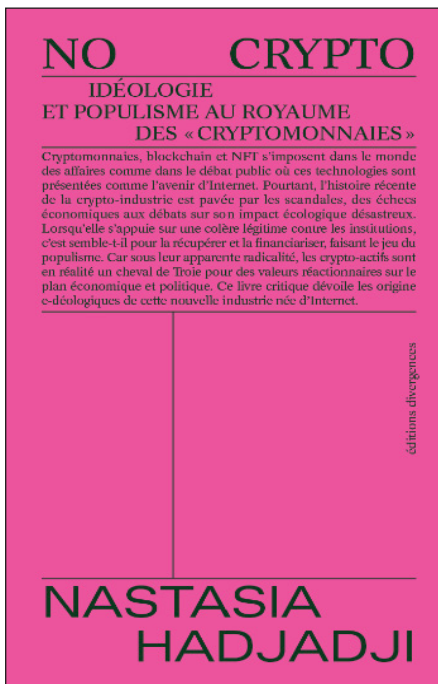 NO CRYPTO
IDÉOLOGIE
ET POPULISME AU ROYAUME
DES « CRYPTOMONNAIES »
Cryptomonnaies, blockchain et NFT s'imposent dans le monde
des affaires comme dans le débat public où ces technologies sont
présentées comme l'avenir d'Internet. Pourtant, l'histoire récente
de la crypto-industrie est pavée par les scandales, des échecs
économiques aux débats sur son impact écologique désastreux.
Lorsqu'elle s'appuie sur une colère légitime contre les institutions,
c'est semble-t-il pour la récupérer et la financiariser, faisant le jeu du
populisme. Car sous leur apparente radicalité, les crypto-actifs sont
en réalité un cheval de Troie pour des valeurs réactionnaires sur le
plan économique et politique. Ce livre critique dévoile les origine
e-déologiques de cette nouvelle industrie née d'Internet.
éditions divergences
NASTASIA
HADJADJI